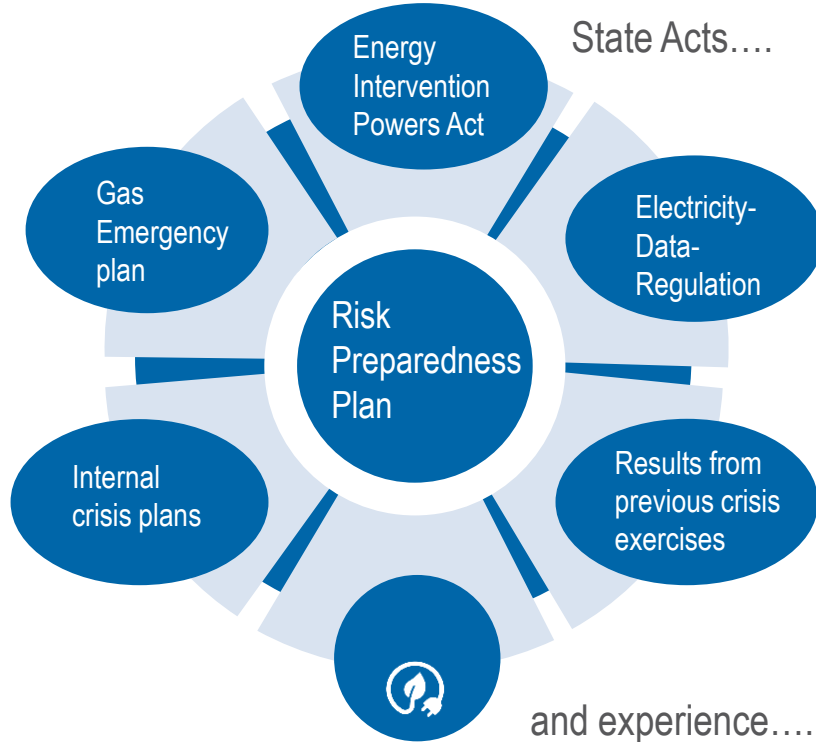 State Acts....
Energy
Intervention
Powers Act
Gas
Emergency
plan
Electricity-
Data-
Regulation
Risk
Preparedness
Plan
Internal
crisis plans
Results from
previous crisis
exercises
and experience....